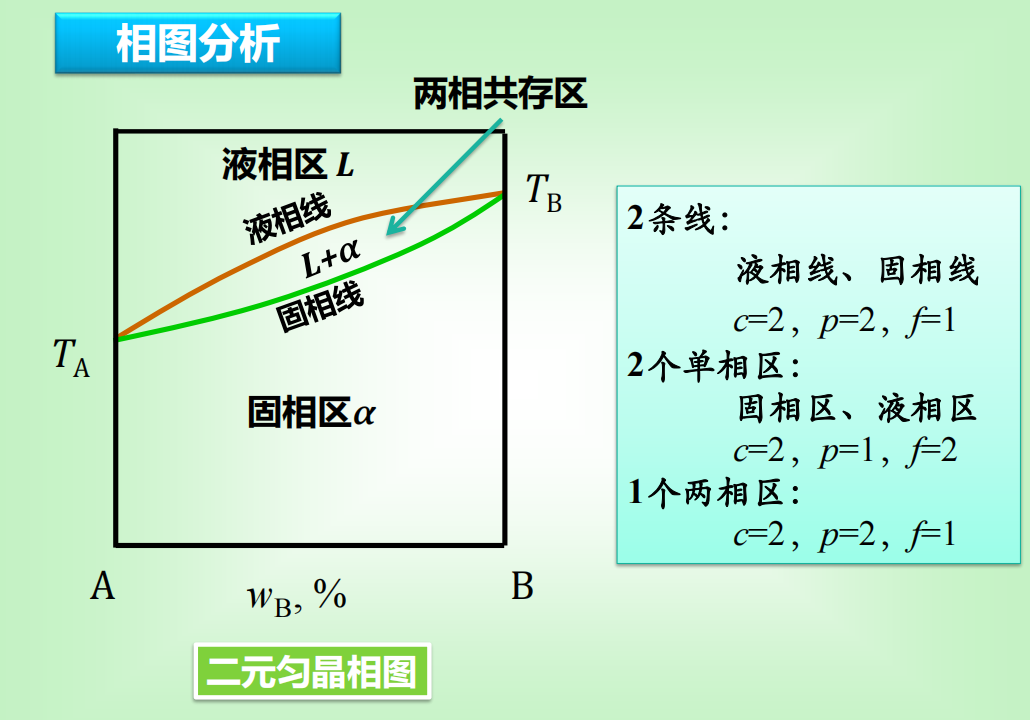 相图分析
两相共存区
液相区 L
液相线
L+α
固相线
固相区α
T_A
T_B
A
w_B, %
B
二元匀晶相图
2条线：
液相线、固相线
c=2，p=2，f=1
2个单相区：
固相区、液相区
c=2，p=1，f=2
1个两相区：
c=2，p=2，f=1